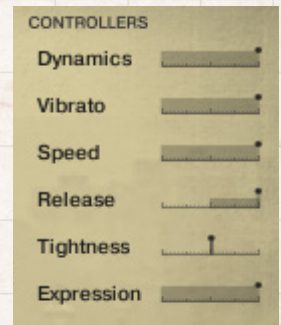 CONTROLLERS
Dynamics
Vibrato
Speed
Release
Tightness
Expression